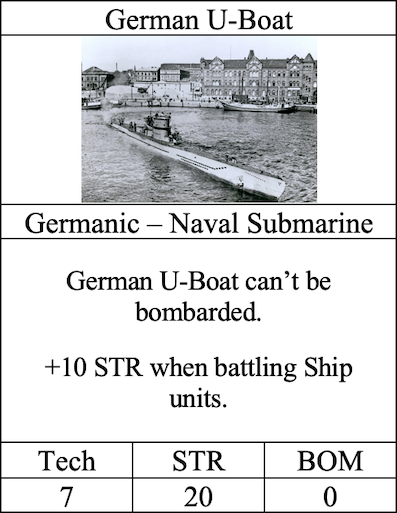 German U-Boat
Germanic – Naval Submarine
German U-Boat can’t be
bombarded.
+10 STR when battling Ship
units.
Tech STR BOM
7 20 0